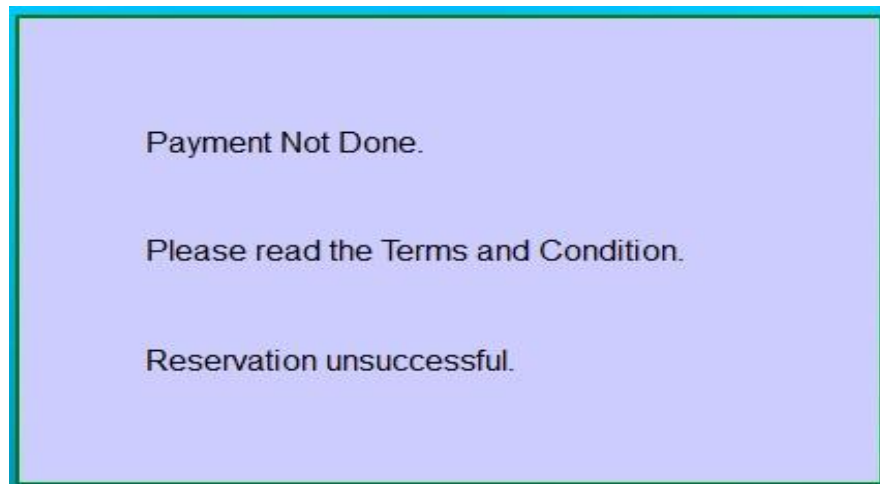 Payment Not Done.
Please read the Terms and Condition.
Reservation unsuccessful.